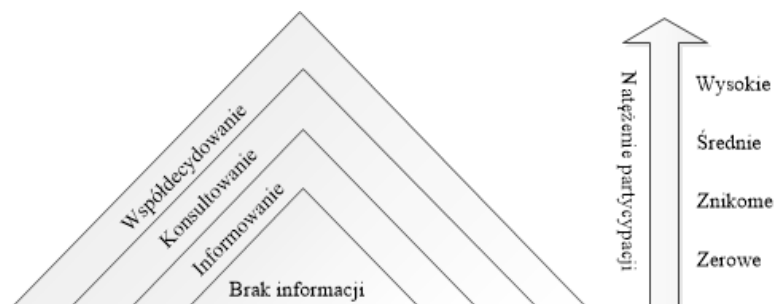 Współdecydowanie
Konsultowanie
Informowanie
Brak informacji
Natężenie partycypacji
Wysokie
Średnie
Znikome
Zerowe